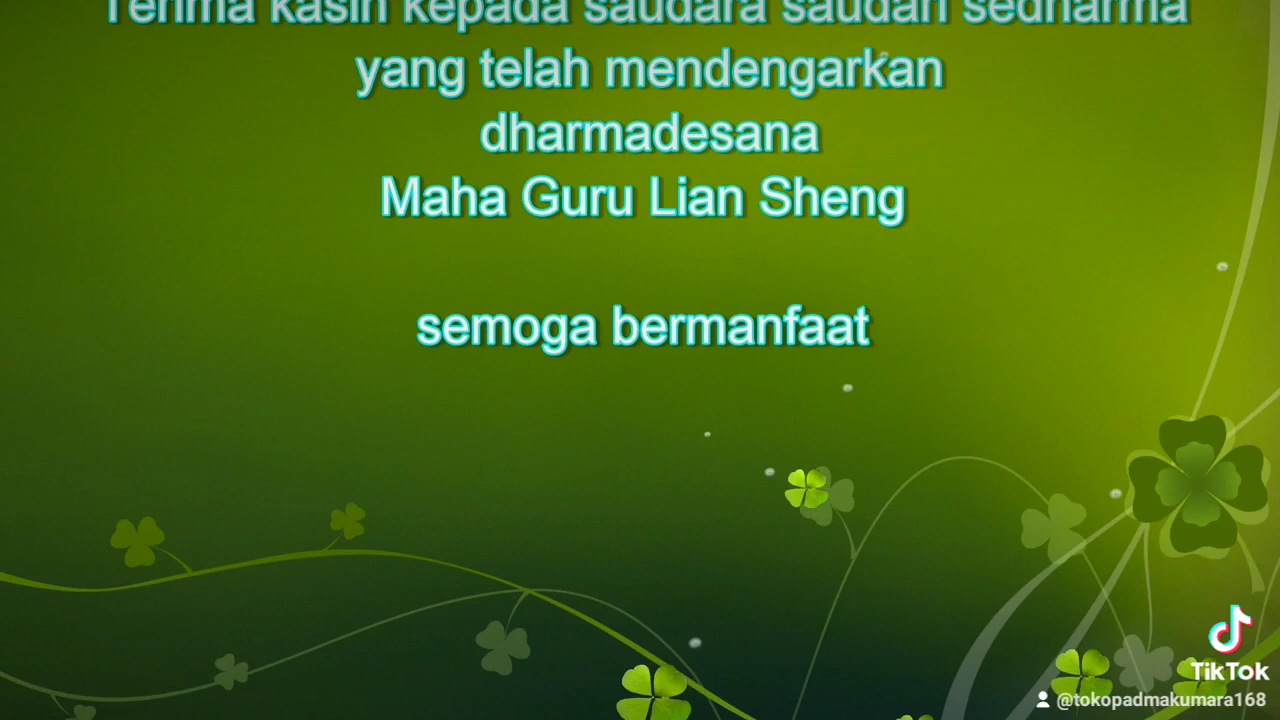 Terima kasih kepada saudara saudari sedharma
yang telah mendengarkan
dharmadesana
Maha Guru Lian Sheng
semoga bermanfaat
TikTok
@tokopadmakumara168